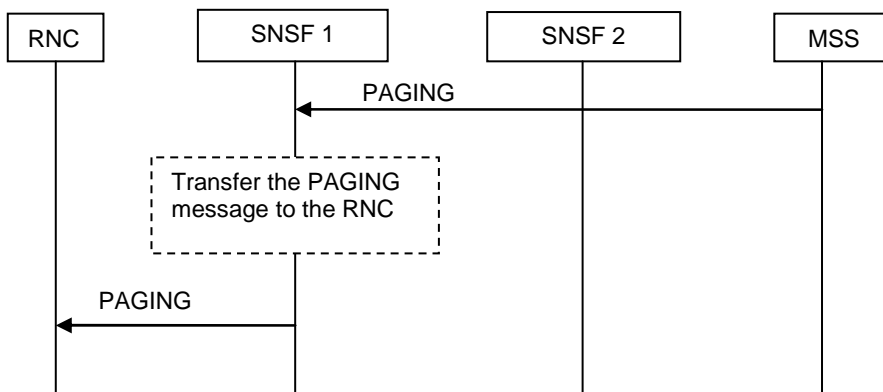 RNC
SNSF 1
SNSF 2
MSS
PAGING
Transfer the PAGING
message to the RNC
PAGING